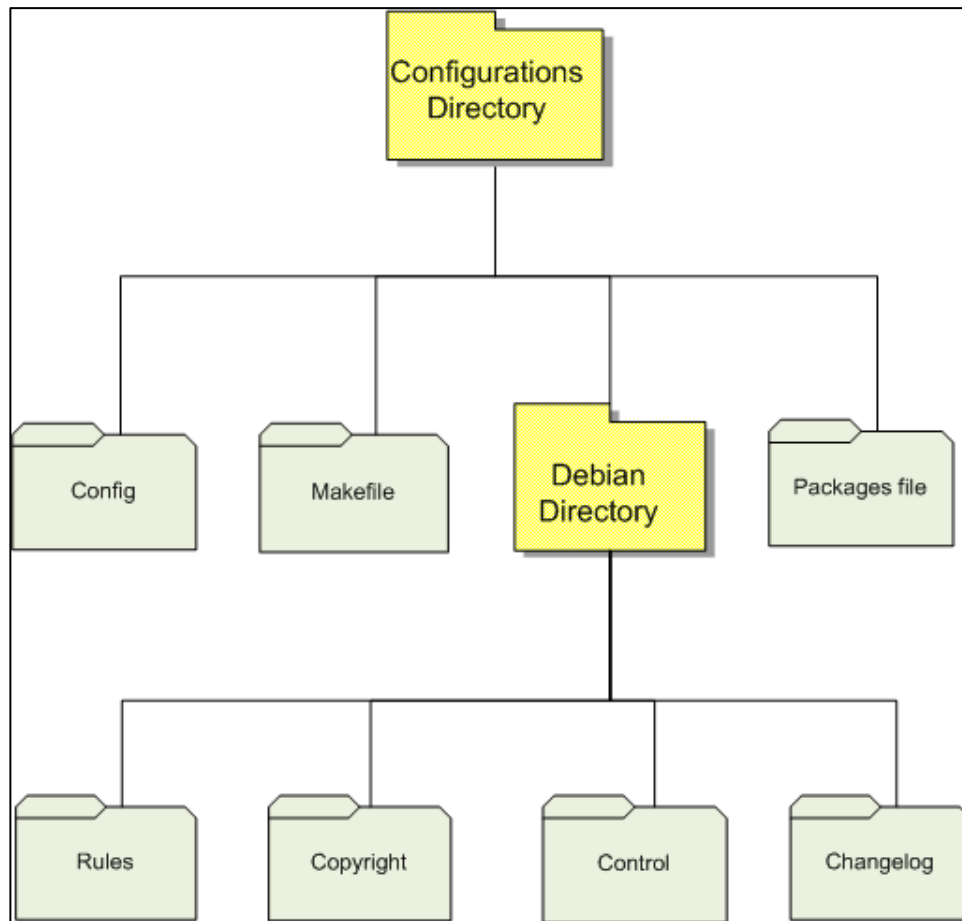 Configurations
Directory
Config
Makefile
Debian
Directory
Packages file
Rules
Copyright
Control
Changelog